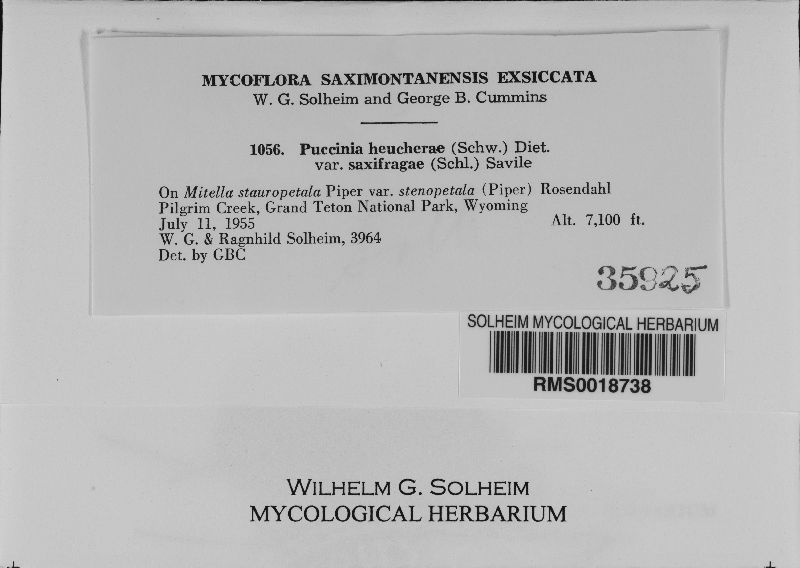 MYCOFLORA SAXIMONTANENSIS EXSICCATA
W. G. Solheim and George B. Cummins
1056. Puccinia heucherae (Schw.) Diet.
var. saxifragae (Schl.) Savile
On Mitella stauropetala Piper var. stenopetala (Piper) Rosendahl
Pilgrim Creek, Grand Teton National Park, Wyoming
July 11, 1955 Alt. 7,100 ft.
W. G. & Ragnhild Solheim, 3964
Det. by GBC
35925
SOLHEIM MYCOLOGICAL HERBARIUM
RMS0018738
WILHELM G. SOLHEIM
MYCOLOGICAL HERBARIUM